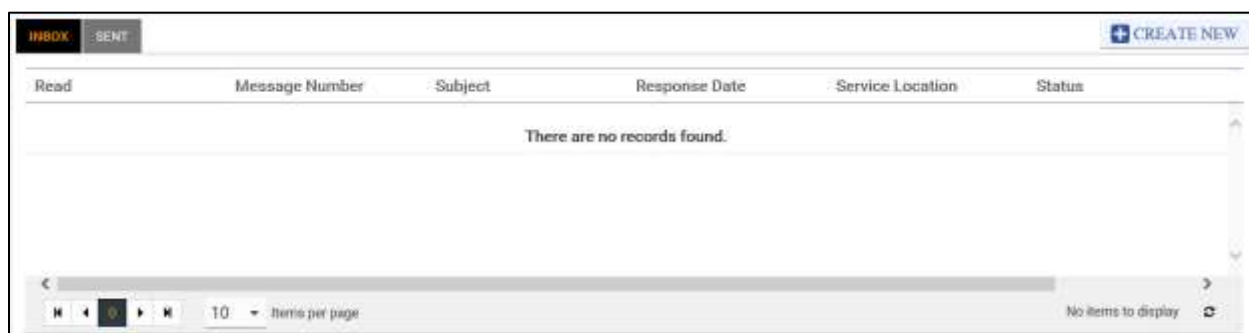 INBOX SENT CREATE NEW
Read Message Number Subject Response Date Service Location Status
There are no records found.
0 10 Items per page No items to display